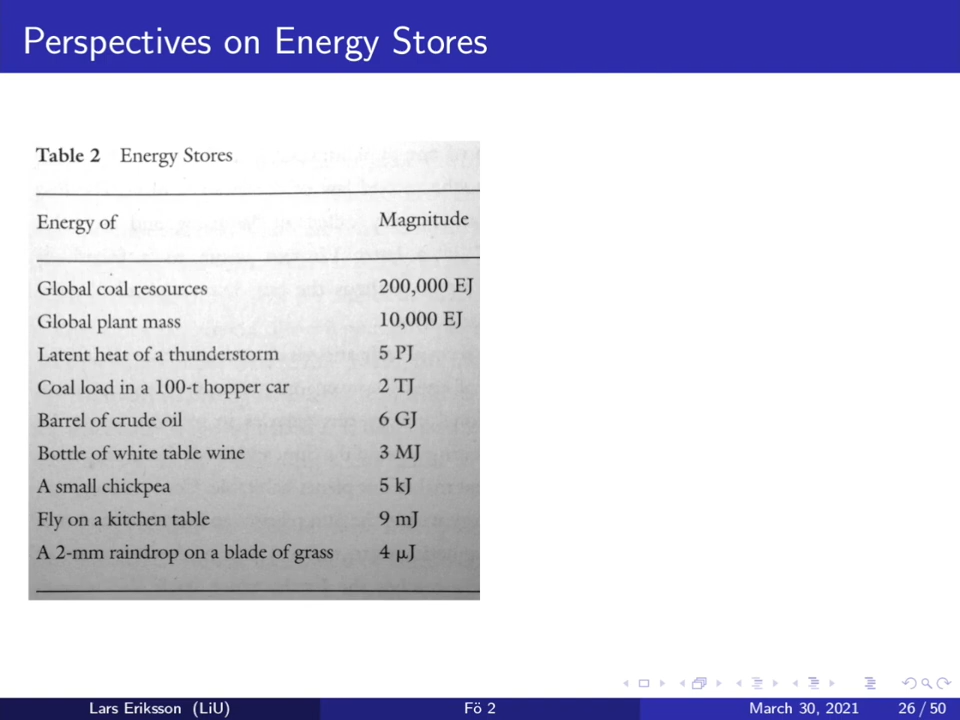 Perspectives on Energy Stores
Table 2 Energy Stores
Energy of Magnitude
Global coal resources 200,000 EJ
Global plant mass 10,000 EJ
Latent heat of a thunderstorm 5 PJ
Coal load in a 100-t hopper car 2 TJ
Barrel of crude oil 6 GJ
Bottle of white table wine 3 MJ
A small chickpea 5 kJ
Fly on a kitchen table 9 mJ
A 2-mm raindrop on a blade of grass 4 μJ
Lars Eriksson (LiU) Fö 2 March 30, 2021 26 / 50